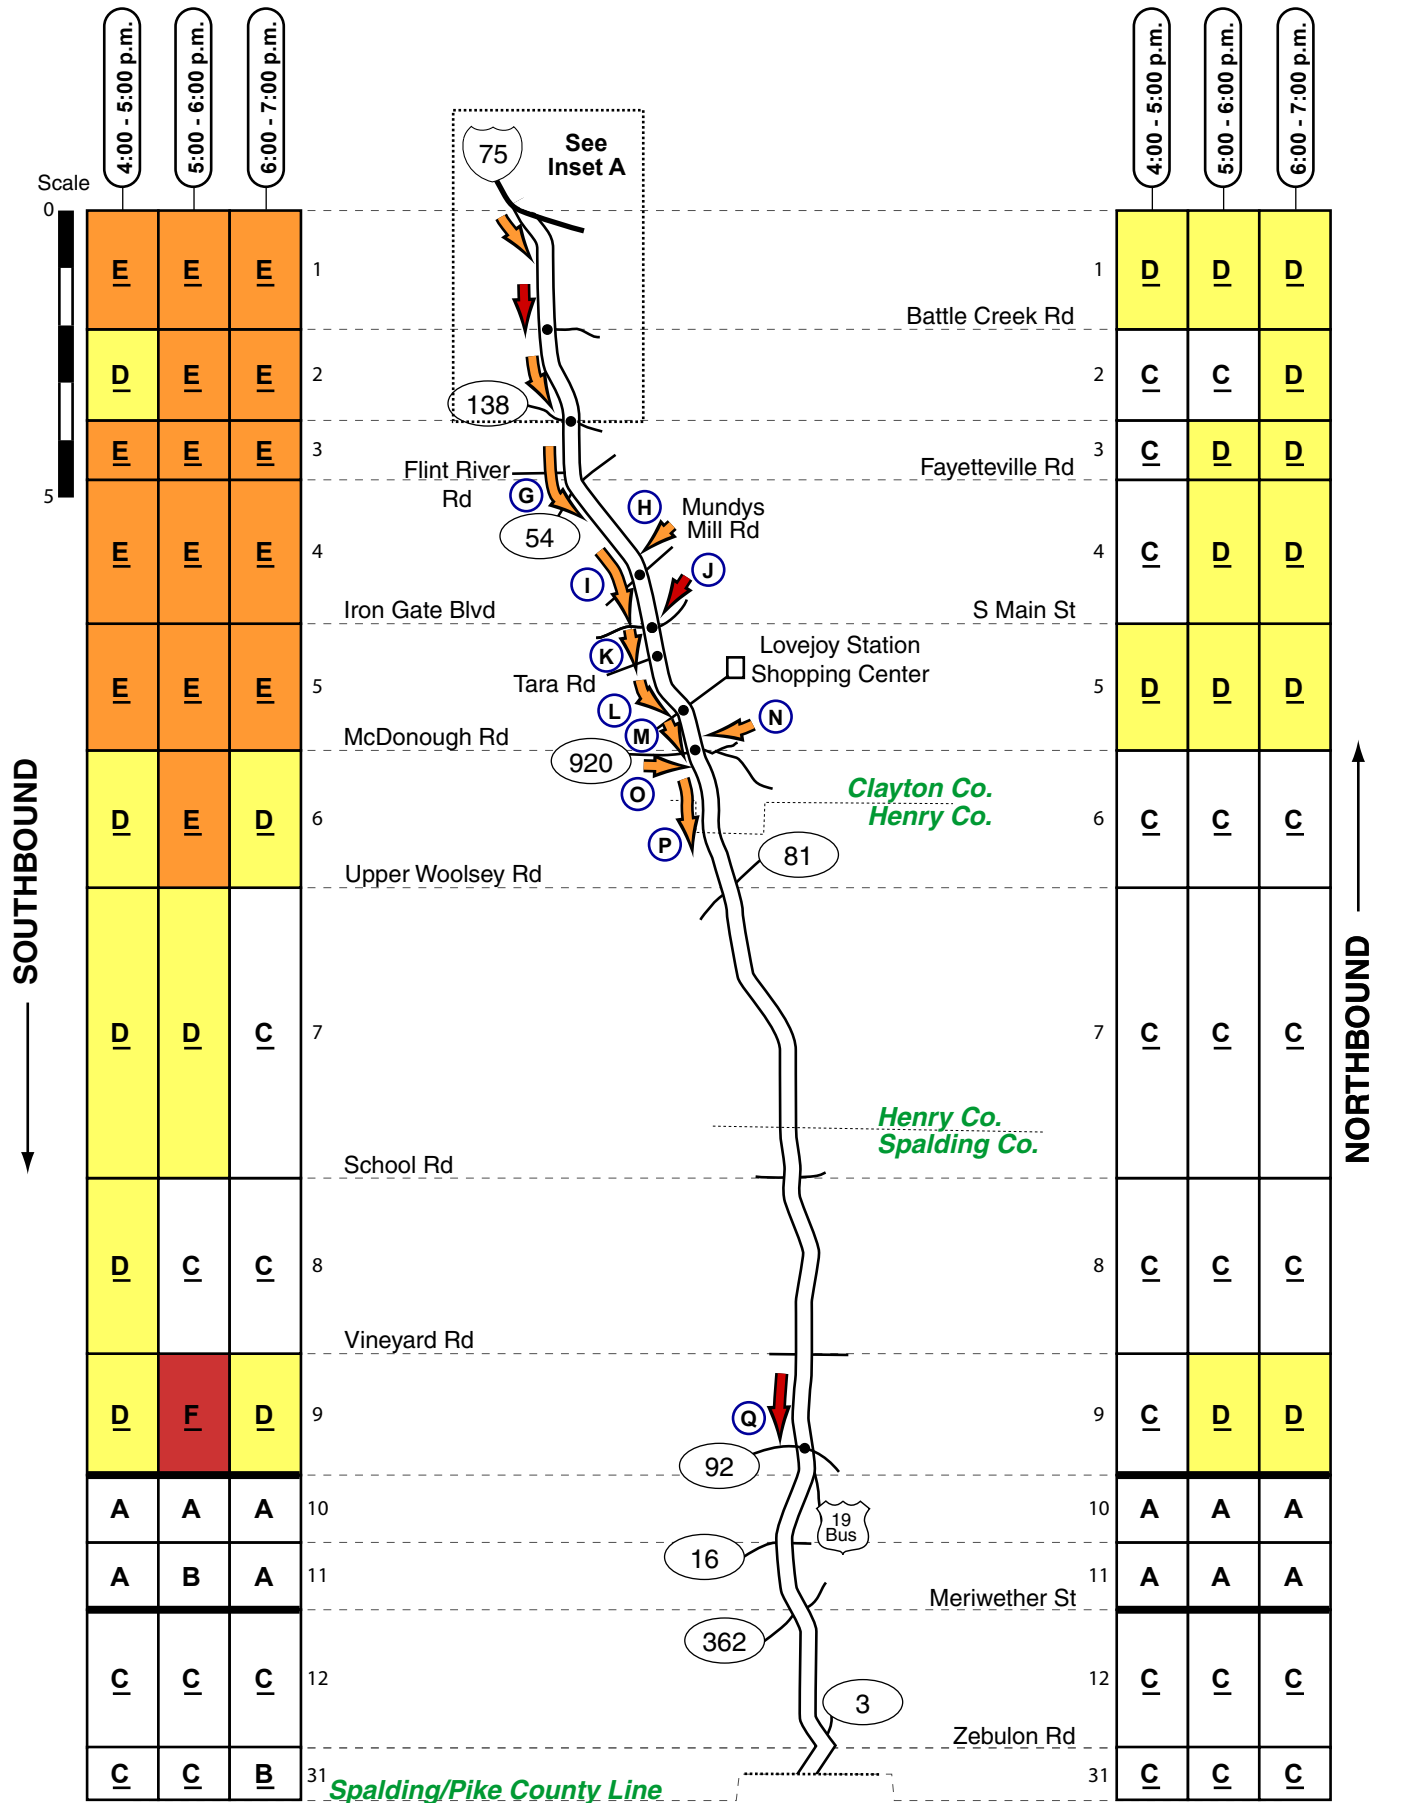 4:00 - 5:00 p.m.
5:00 - 6:00 p.m.
6:00 - 7:00 p.m.
4:00 - 5:00 p.m.
5:00 - 6:00 p.m.
6:00 - 7:00 p.m.
75
See
Inset A
Scale
0
E E E 1
1 D D D
Battle Creek Rd
D E E 2
2 C C D
138
E E E 3
3 C D D
Flint River
Rd
Fayetteville Rd
5
G
H
Mundys
Mill Rd
54
E E E 4
4 C D D
I
J
Iron Gate Blvd
S Main St
K
Lovejoy Station
Shopping Center
Tara Rd
E E E 5
5 D D D
L
M
N
McDonough Rd
920
O
Clayton Co.
Henry Co.
D E D 6
6 C C C
P
81
Upper Woolsey Rd
SOUTHBOUND
NORTHBOUND
D D C 7
7 C C C
Henry Co.
Spalding Co.
School Rd
D C C 8
8 C C C
Vineyard Rd
D F D 9
9 C D D
Q
92
A A A 10
10 A A A
19
Bus
16
A B A 11
11 A A A
Meriwether St
362
C C C 12
12 C C C
3
Zebulon Rd
C C B 31
31 C C C
Spalding/Pike County Line